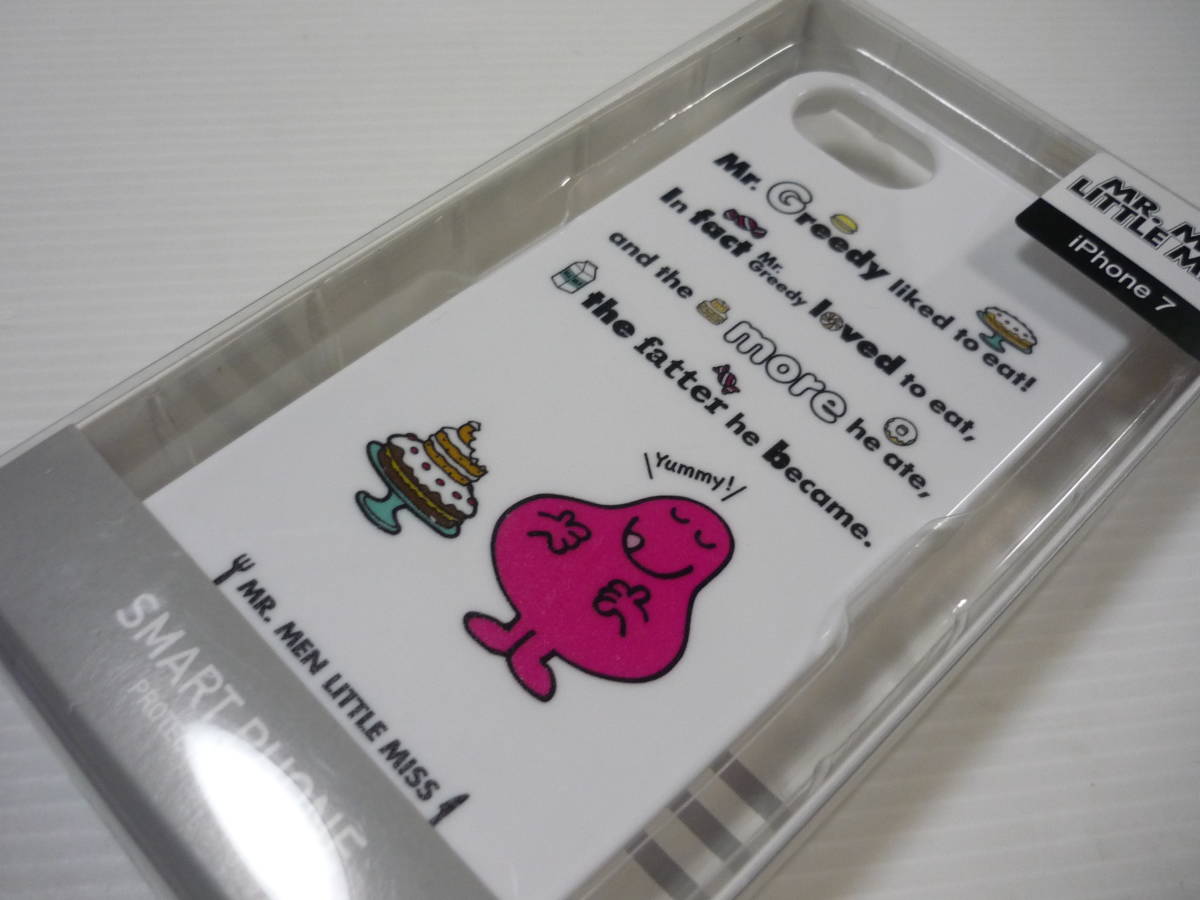 Mr. Greedy liked to eat!
In fact Mr. Greedy loved to eat,
and the more he ate,
the fatter he became.
Yummy!
MR. MEN LITTLE MISS
SMART PHONE
MR.
LITTLE
iPhone 7